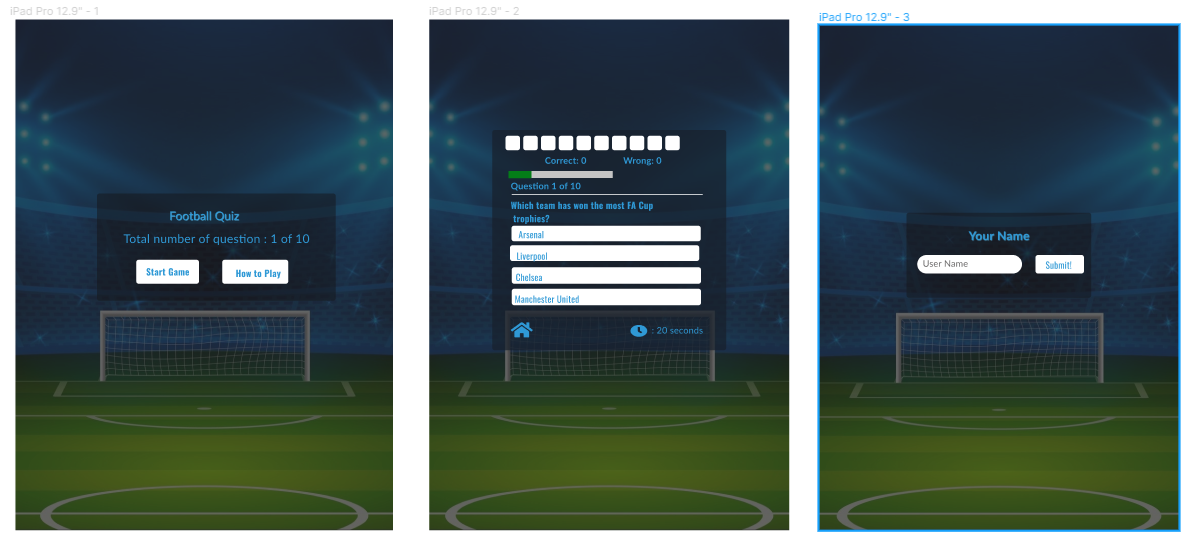 iPad Pro 12.9" - 1
Football Quiz
Total number of question : 1 of 10
Start Game
How to Play
iPad Pro 12.9" - 2
Correct: 0
Wrong: 0
Question 1 of 10
Which team has won the most FA Cup
trophies?
Arsenal
Liverpool
Chelsea
Manchester United
: 20 seconds
iPad Pro 12.9" - 3
Your Name
User Name
Submit!